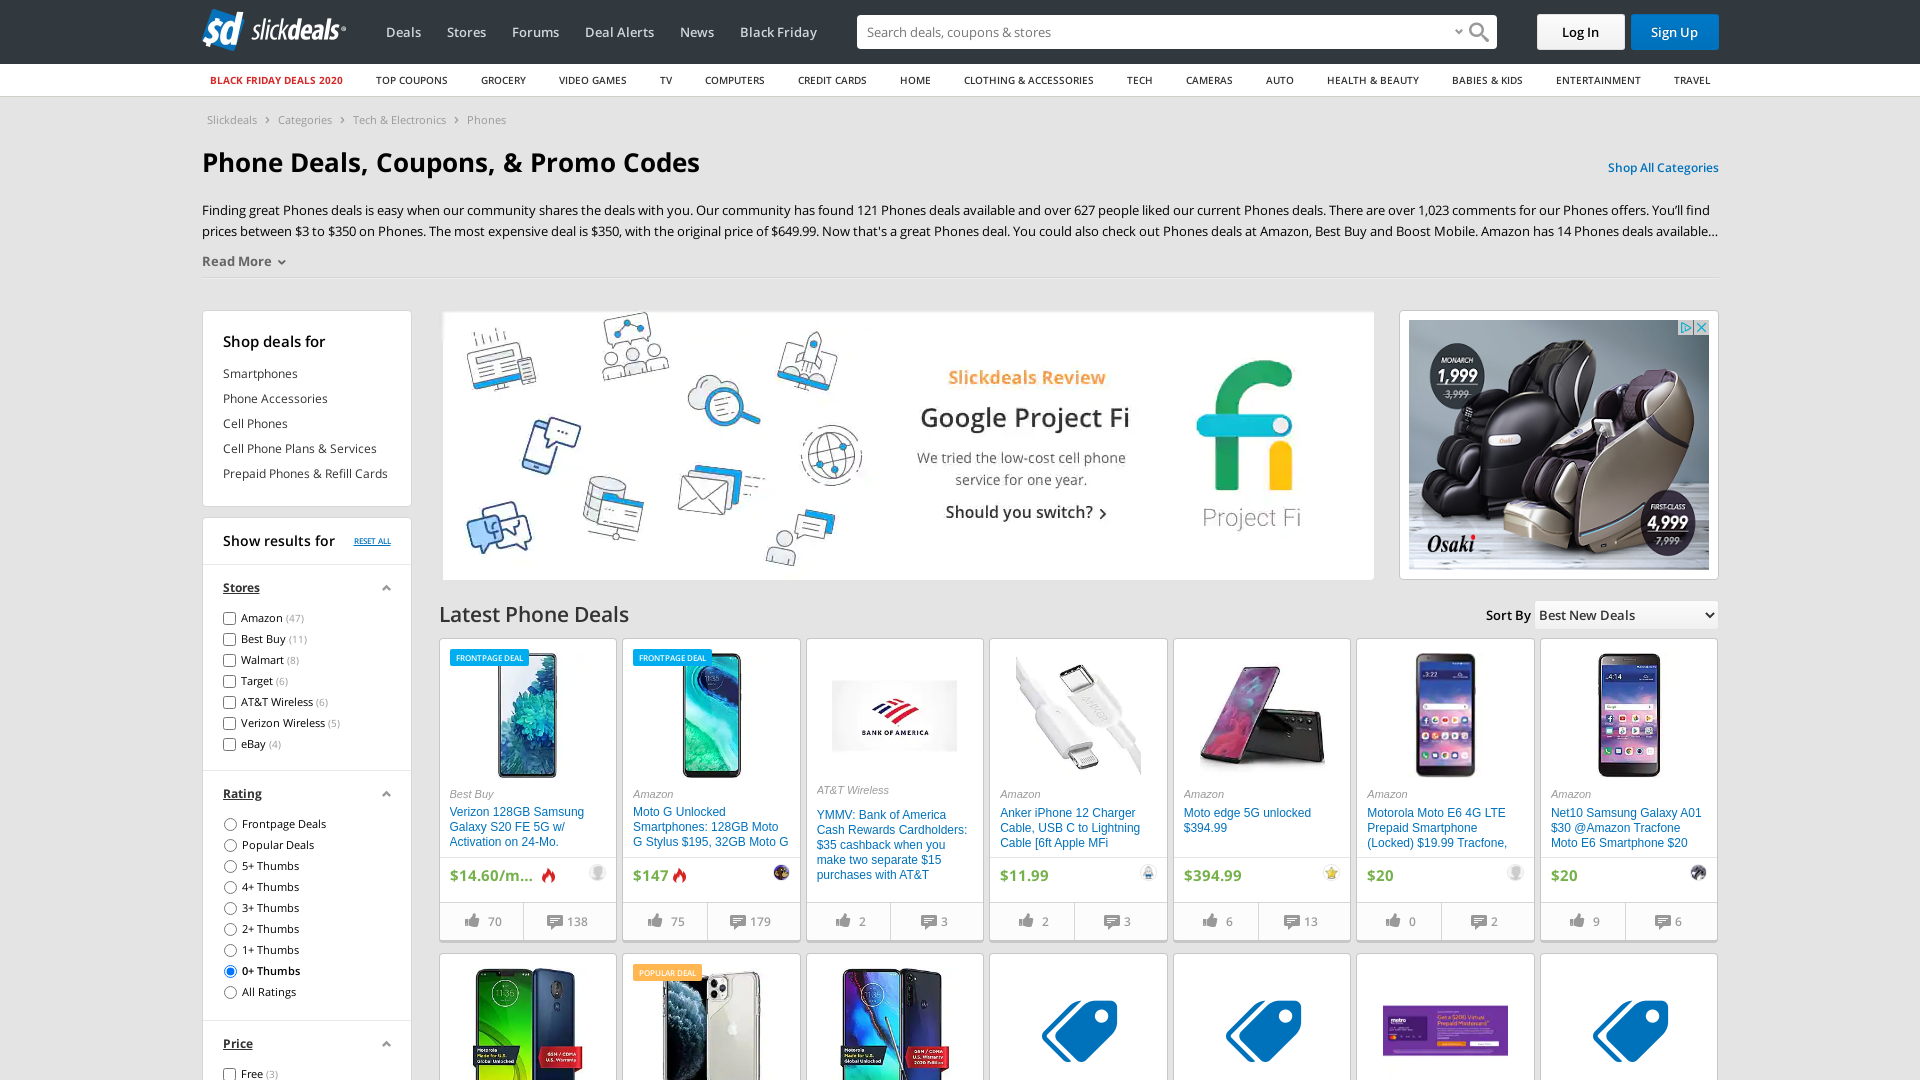 slickdeals
Deals
Stores
Forums
Deal Alerts
News
Black Friday
Search deals, coupons & stores
Log In
Sign Up
BLACK FRIDAY DEALS 2020
TOP COUPONS
GROCERY
VIDEO GAMES
TV
COMPUTERS
CREDIT CARDS
HOME
CLOTHING & ACCESSORIES
TECH
CAMERAS
AUTO
HEALTH & BEAUTY
BABIES & KIDS
ENTERTAINMENT
TRAVEL
Slickdeals > Categories > Tech & Electronics > Phones
Phone Deals, Coupons, & Promo Codes
Shop All Categories
Finding great Phones deals is easy when our community shares the deals with you. Our community has found 121 Phones deals available and over 627 people liked our current Phones deals. There are over 1,023 comments for our Phones offers. You'll find
prices between $3 to $350 on Phones. The most expensive deal is $350, with the original price of $649.99. Now that's a great Phones deal. You could also check out Phones deals at Amazon, Best Buy and Boost Mobile. Amazon has 14 Phones deals available...
Read More
Shop deals for
Smartphones
Phone Accessories
Cell Phones
Cell Phone Plans & Services
Prepaid Phones & Refill Cards
Show results for
RESET ALL
Stores
Amazon (47)
Best Buy (11)
Walmart (8)
Target (6)
AT&T Wireless (6)
Verizon Wireless (5)
eBay (4)
Rating
Frontpage Deals
Popular Deals
5+ Thumbs
4+ Thumbs
3+ Thumbs
2+ Thumbs
1+ Thumbs
0+ Thumbs
All Ratings
Price
Free (3)
Slickdeals Review
Google Project Fi
We tried the low-cost cell phone
service for one year.
Should you switch? >
Project Fi
MONARCH
1,999
3,999
FIRST-CLASS
4,999
7,999
Osaki
Latest Phone Deals
Sort By
Best New Deals
FRONTPAGE DEAL
Best Buy
Verizon 128GB Samsung
Galaxy S20 FE 5G w/
Activation on 24-Mo.
$14.60/m...
70
138
FRONTPAGE DEAL
Amazon
Moto G Unlocked
Smartphones: 128GB Moto
G Stylus $195, 32GB Moto G
$147
75
179
BANK OF AMERICA
AT&T Wireless
YMMV: Bank of America
Cash Rewards Cardholders:
$35 cashback when you
make two separate $15
purchases with AT&T
2
3
ANKER
Amazon
Anker iPhone 12 Charger
Cable, USB C to Lightning
Cable [6ft Apple MFi
$11.99
2
3
Amazon
Moto edge 5G unlocked
$394.99
$394.99
6
13
Amazon
Motorola Moto E6 4G LTE
Prepaid Smartphone
(Locked) $19.99 Tracfone,
$20
0
2
Amazon
Net10 Samsung Galaxy A01
$30 @Amazon Tracfone
Moto E6 Smartphone $20
$20
9
6
POPULAR DEAL
metro